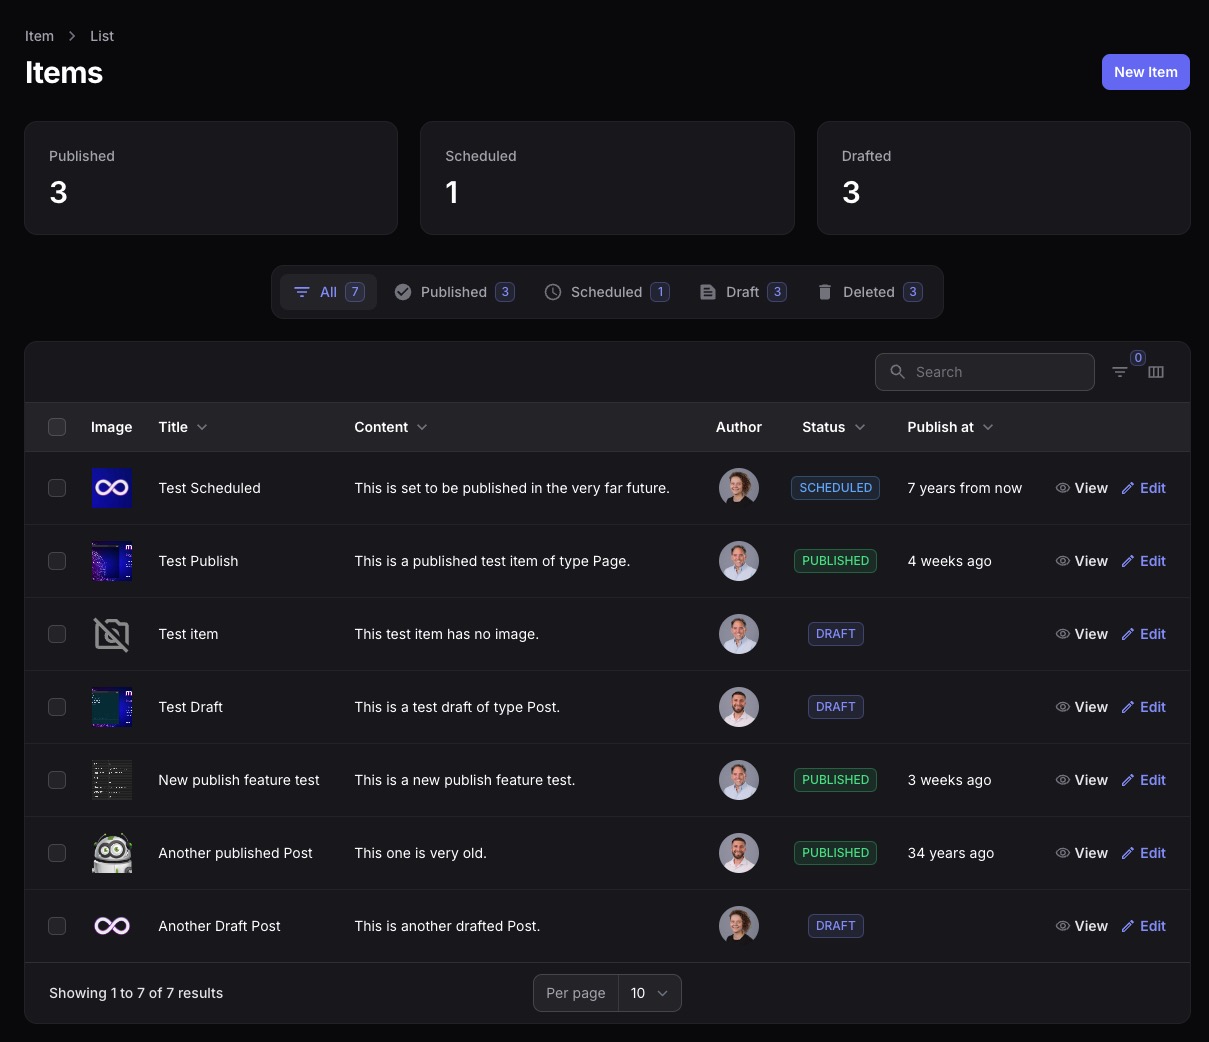 Item > List
Items
New Item
Published
3
Scheduled
1
Drafted
3
All 7 Published 3 Scheduled 1 Draft 3 Deleted 3
Search 0
Image Title Content Author Status Publish at
Test Scheduled This is set to be published in the very far future. SCHEDULED 7 years from now View Edit
Test Publish This is a published test item of type Page. PUBLISHED 4 weeks ago View Edit
Test item This test item has no image. DRAFT View Edit
Test Draft This is a test draft of type Post. DRAFT View Edit
New publish feature test This is a new publish feature test. PUBLISHED 3 weeks ago View Edit
Another published Post This one is very old. PUBLISHED 34 years ago View Edit
Another Draft Post This is another drafted Post. DRAFT View Edit
Showing 1 to 7 of 7 results Per page 10